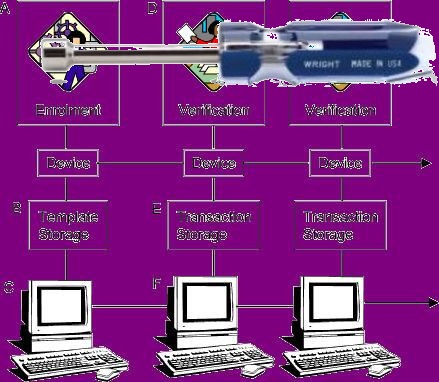 A
D
WRIGHT MADE IN USA
Enrolment
Verification
Verification
Device
Device
Device
B
E
Template
Storage
Transaction
Storage
Transaction
Storage
C
F